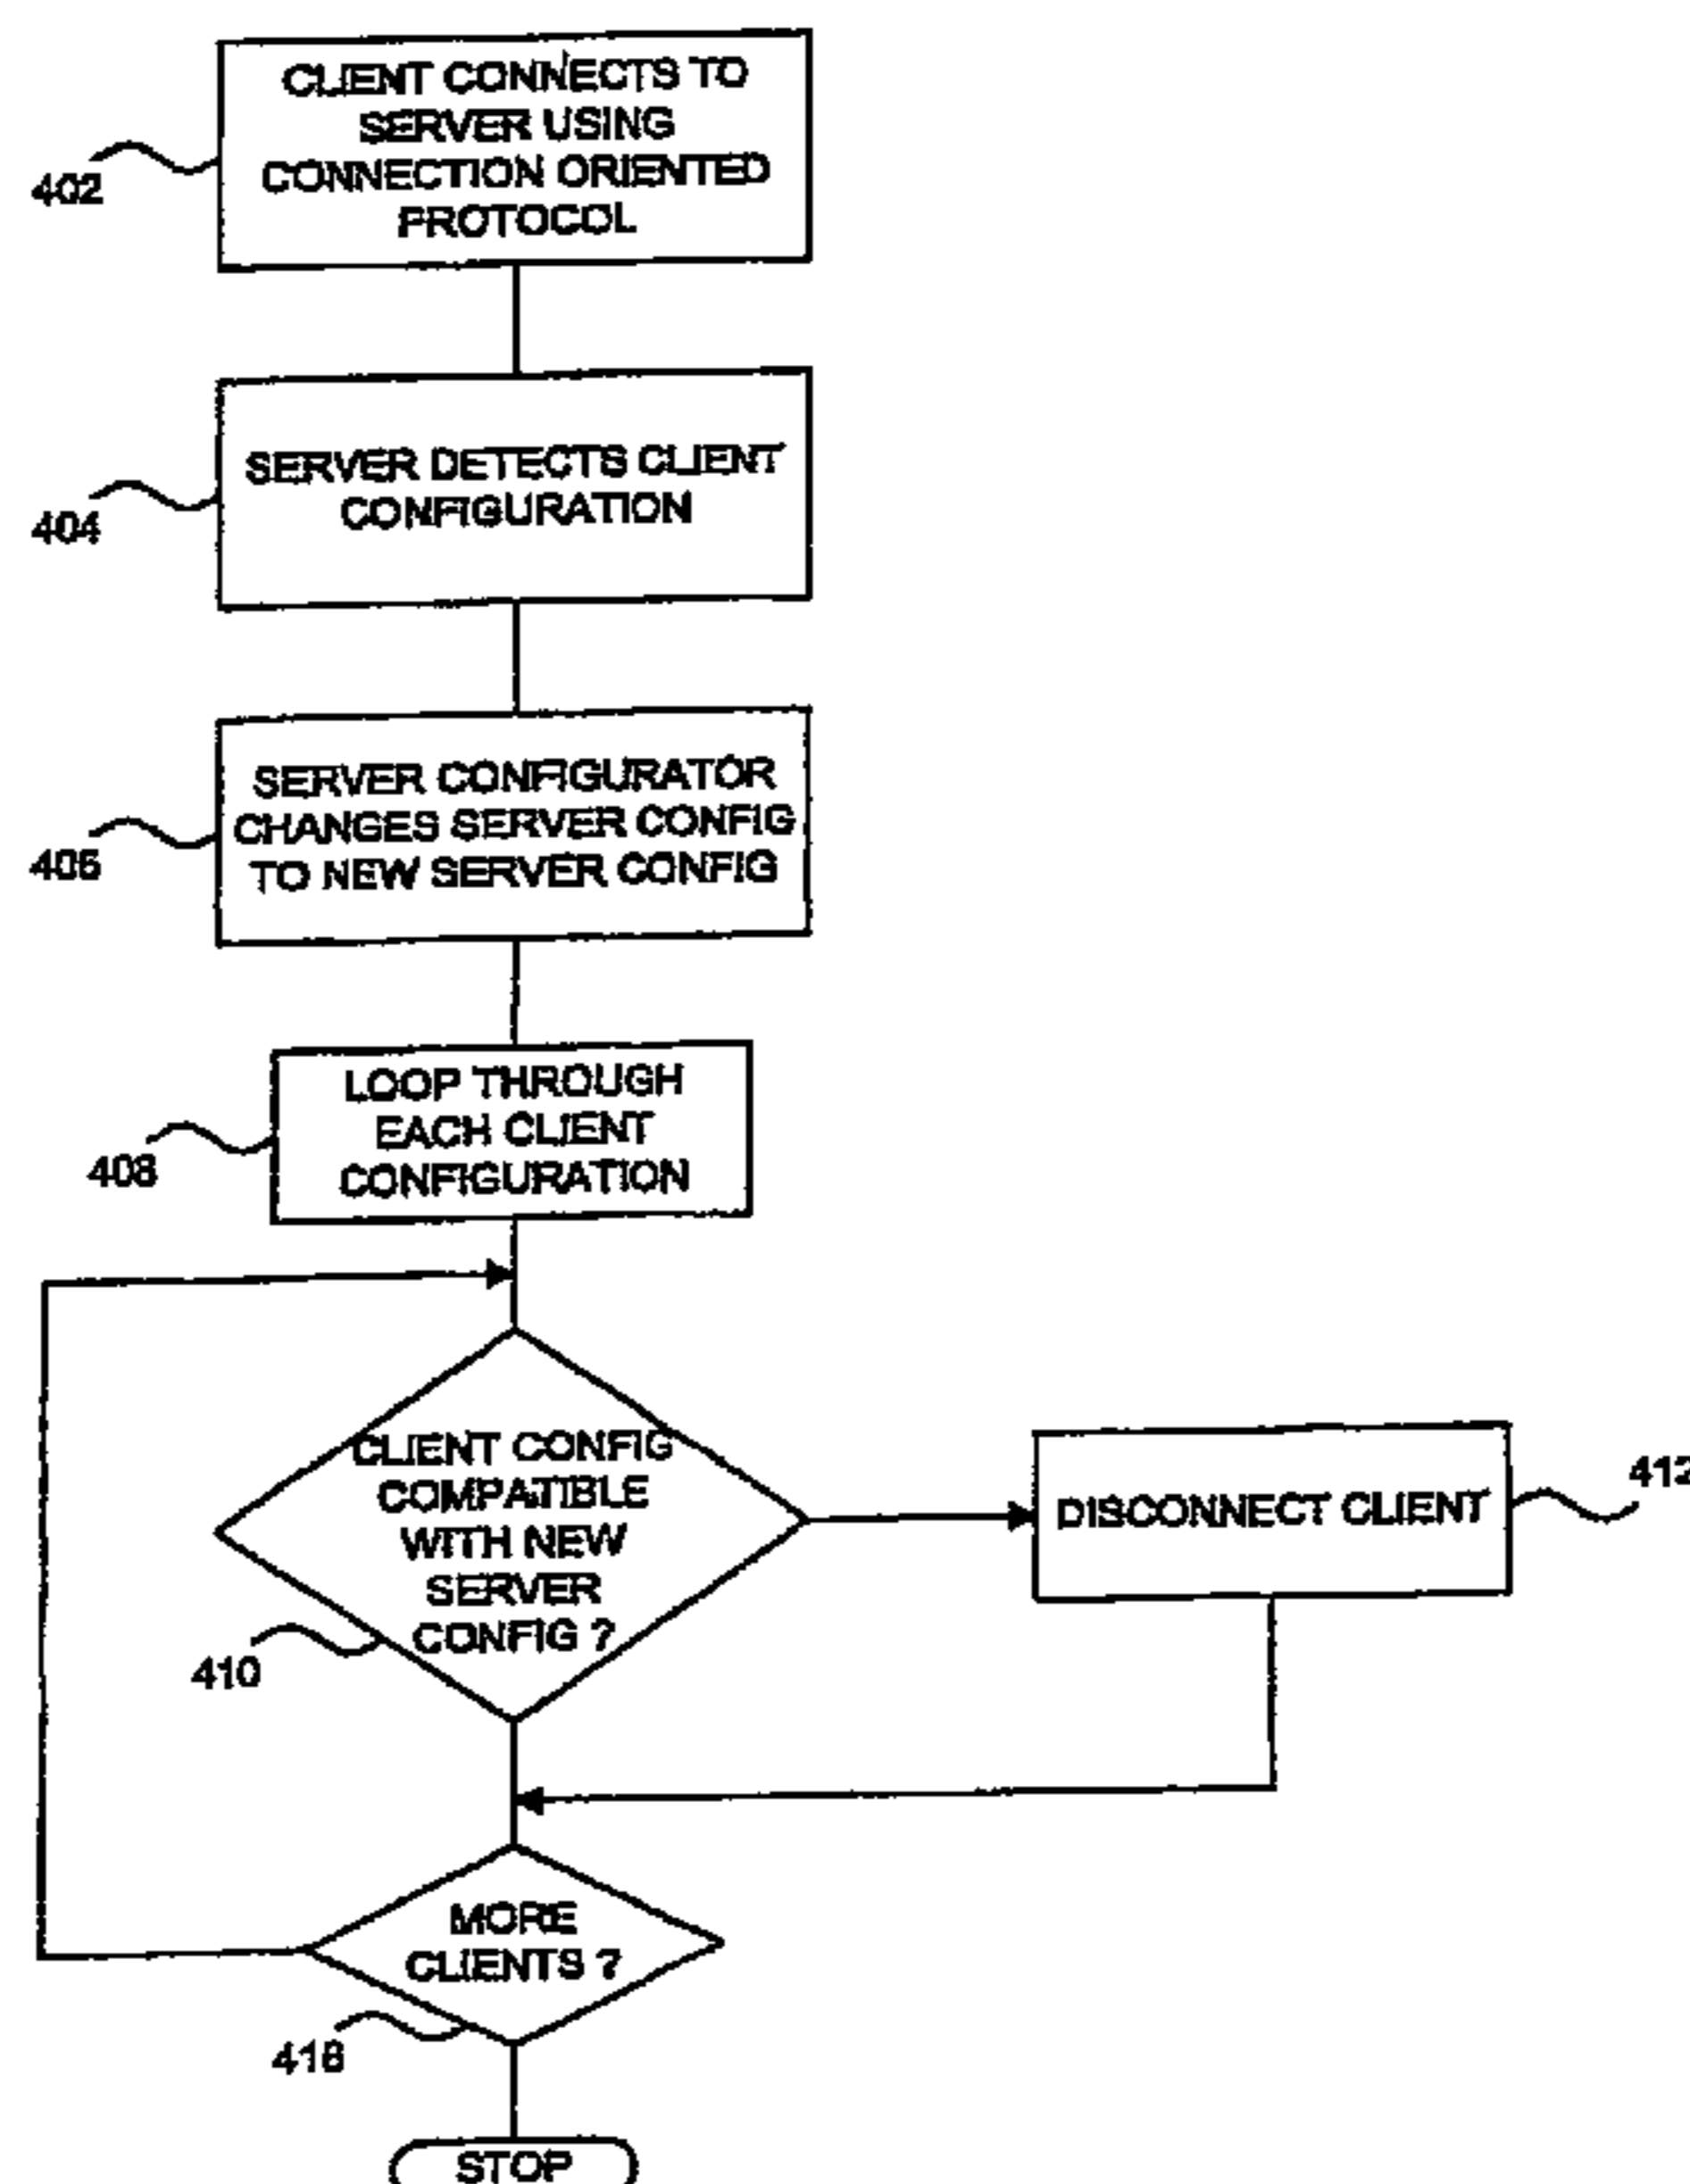 CLIENT CONNECTS TO
SERVER USING
CONNECTION ORIENTED
PROTOCOL
402
SERVER DETECTS CLIENT
CONFIGURATION
404
SERVER CONFIGURATOR
CHANGES SERVER CONFIG
TO NEW SERVER CONFIG
406
LOOP THROUGH
EACH CLIENT
CONFIGURATION
408
CLIENT CONFIG
COMPATIBLE
WITH NEW
SERVER
CONFIG ?
410
DISCONNECT CLIENT
412
MORE
CLIENTS ?
416
STOP